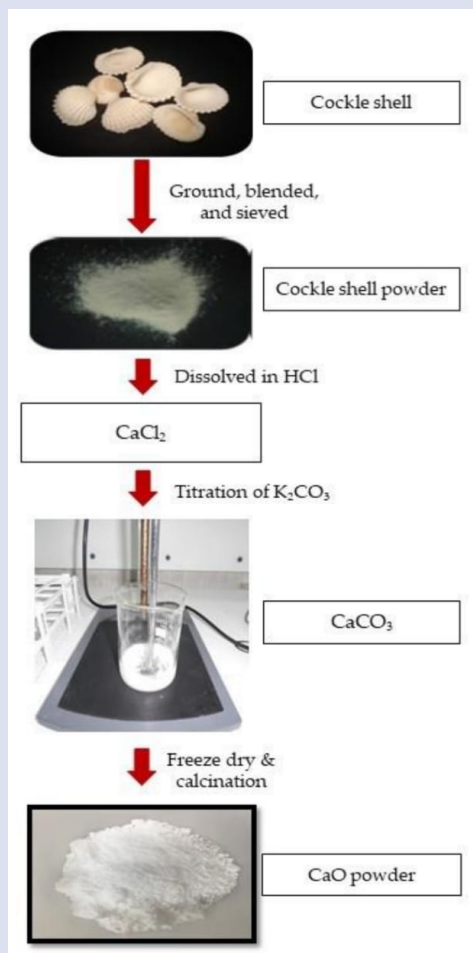 Cockle shell
Ground, blended,
and sieved
Cockle shell powder
Dissolved in HCl
CaCl₂
Titration of K₂CO₃
CaCO₃
Freeze dry &
calcination
CaO powder